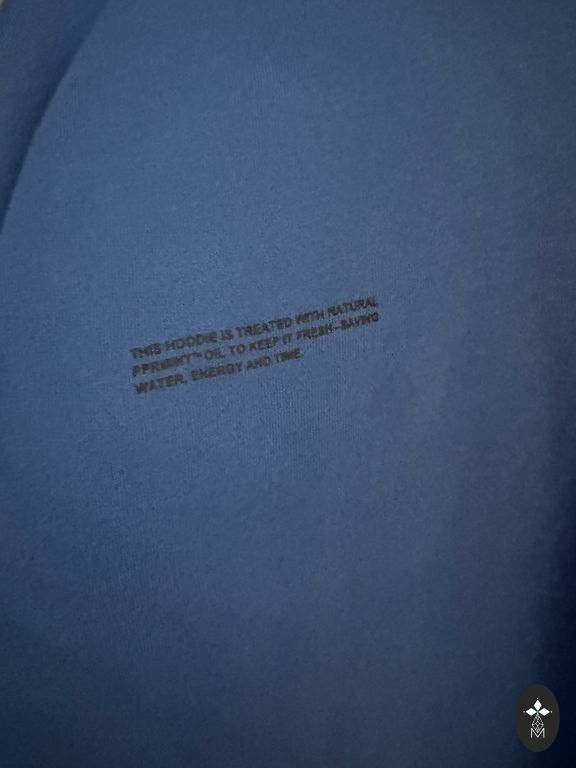 THIS HOODIE IS TREATED WITH NATURAL
PPRMINT™ OIL TO KEEP IT FRESH—SAVING
WATER, ENERGY AND TIME.
M